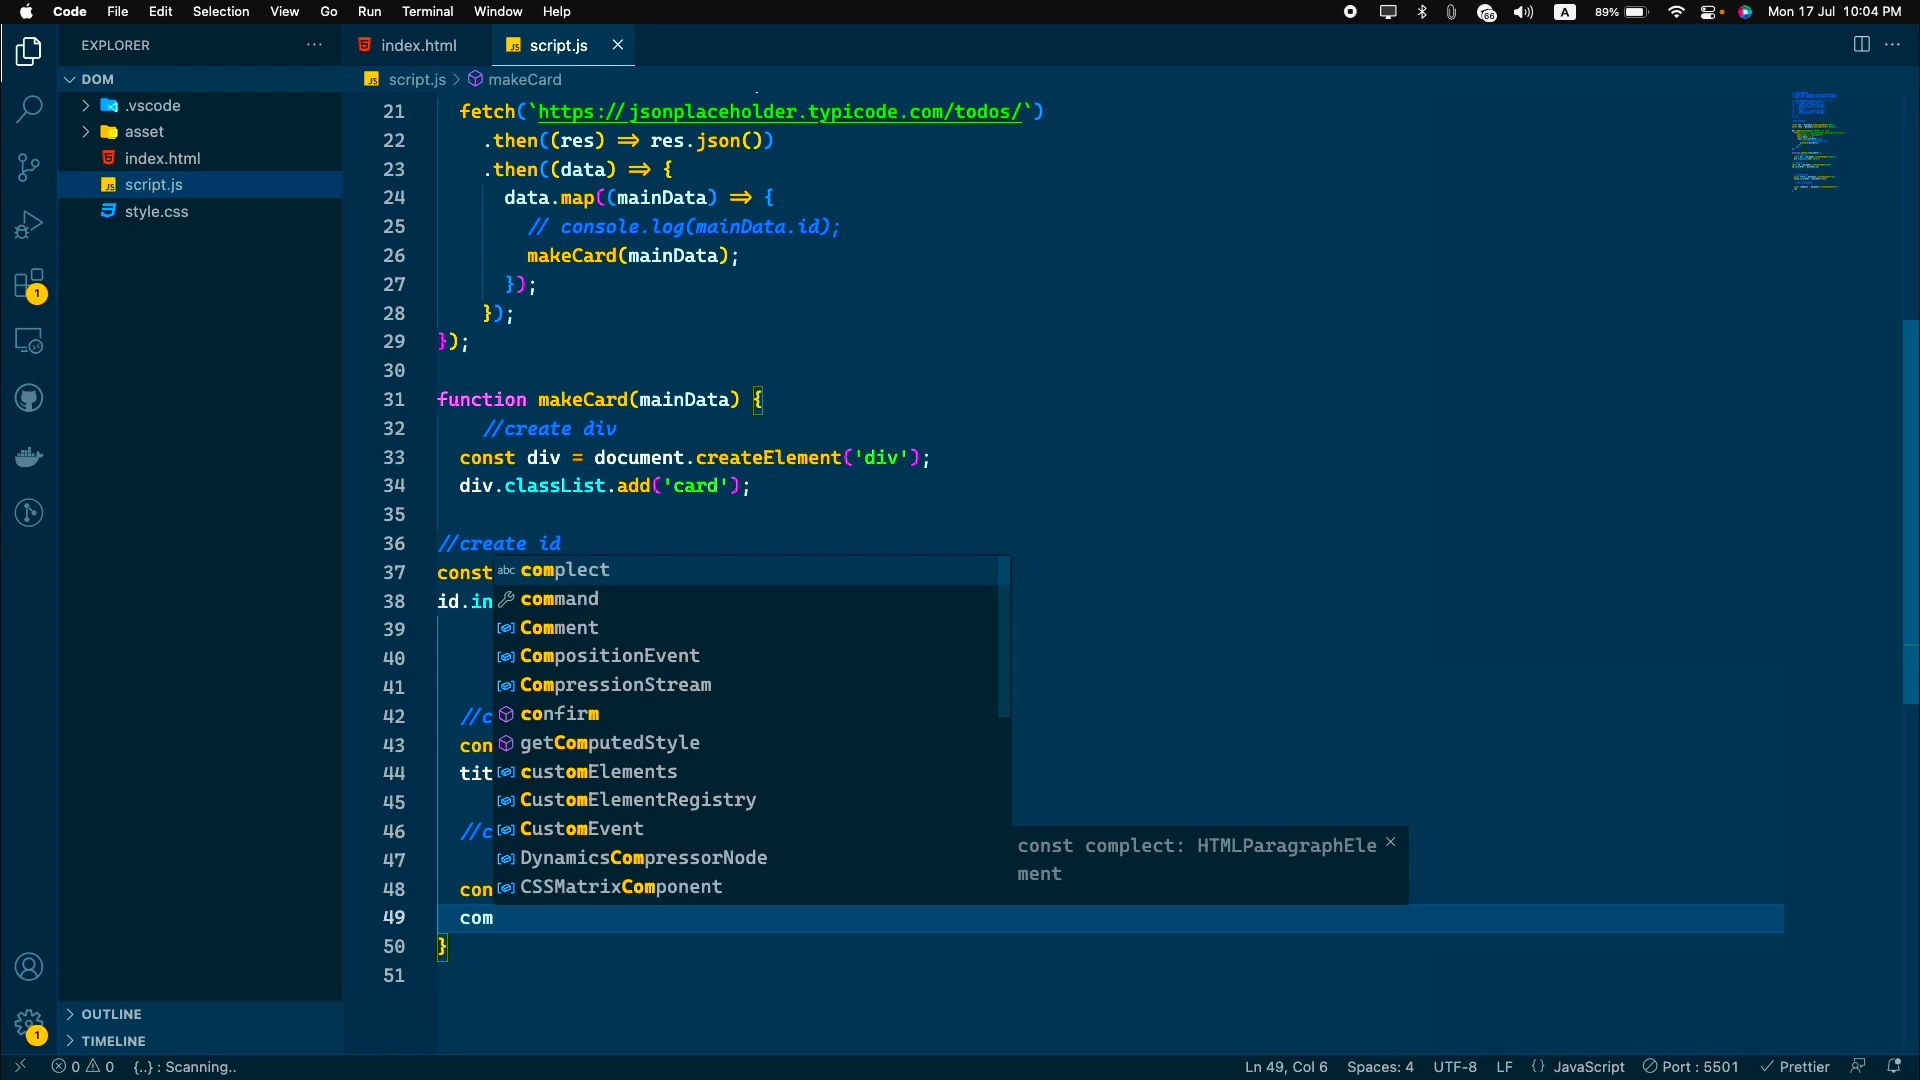 Code File Edit Selection View Go Run Terminal Window Help
66 A 89% Mon 17 Jul 10:04 PM
EXPLORER ···
index.html
JS script.js ×
DOM
JS script.js > makeCard
.vscode
asset
index.html
JS script.js
style.css
1
21 fetch(`https://jsonplaceholder.typicode.com/todos/`)
22 .then((res) => res.json())
23 .then((data) => {
24 data.map((mainData) => {
25 // console.log(mainData.id);
26 makeCard(mainData);
27 });
28 });
29 });
30
31 function makeCard(mainData) {
32 //create div
33 const div = document.createElement('div');
34 div.classList.add('card');
35
36 //create id
37 const
38 id.in
39
40
41
42 //c
43 con
44 tit
45
46 //c
47
48 con
49 com
50 }
51
abc complect
command
Comment
CompositionEvent
CompressionStream
confirm
getComputedStyle
customElements
CustomElementRegistry
CustomEvent
DynamicsCompressorNode
CSSMatrixComponent
const complect: HTMLParagraphEle ×
ment
OUTLINE
1
TIMELINE
0 0 {..} : Scanning..
Ln 49, Col 6 Spaces: 4 UTF-8 LF {} JavaScript Port : 5501 ✓ Prettier